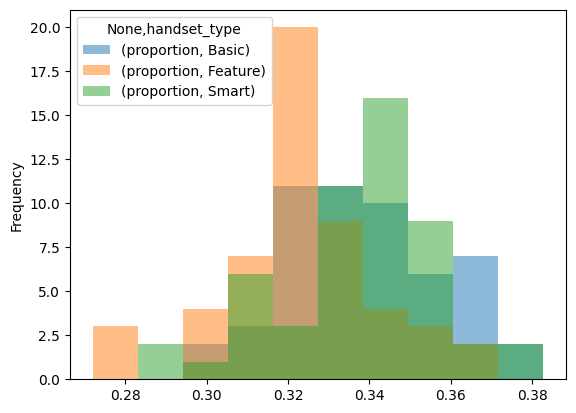 None,handset_type
(proportion, Basic)
(proportion, Feature)
(proportion, Smart)
Frequency
20.0
17.5
15.0
12.5
10.0
7.5
5.0
2.5
0.0
0.28 0.30 0.32 0.34 0.36 0.38